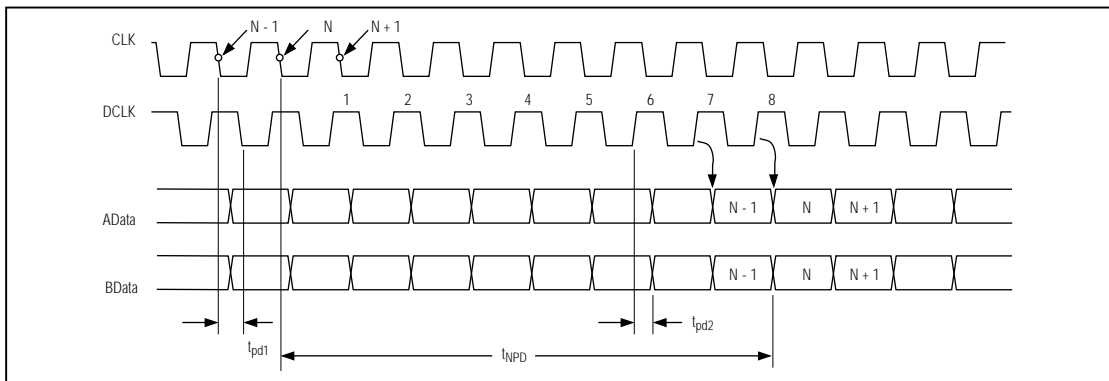 N - 1 N N + 1
CLK
1 2 3 4 5 6 7 8
DCLK
AData N - 1 N N + 1
BData N - 1 N N + 1
tpd1 tpd2
tNPD